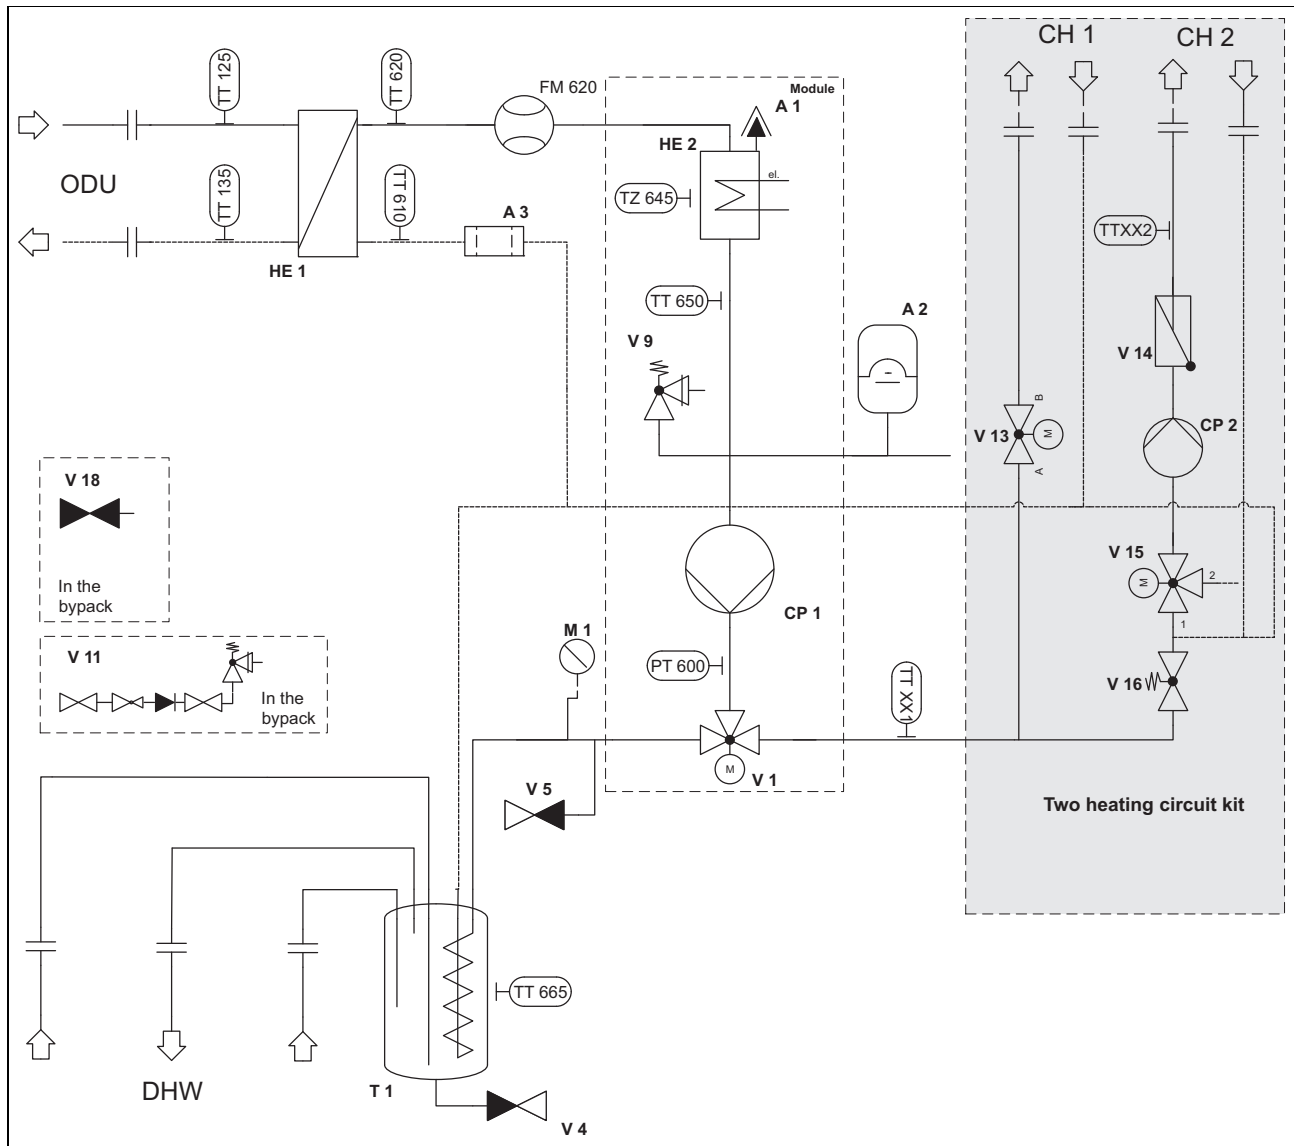 CH 1
CH 2
TT 125
TT 620
FM 620
Module
A 1
HE 2
ODU
TT 135
TT 610
A 3
HE 1
TZ 645
el.
TTXX2
TT 650
A 2
V 9
V 14
B
V 13
M
A
CP 2
V 18
In the
bypack
V 15
M
2
1
CP 1
M 1
PT 600
V 11
In the
bypack
TT XX1
V 16
M
V 1
V 5
Two heating circuit kit
TT 665
DHW
T 1
V 4